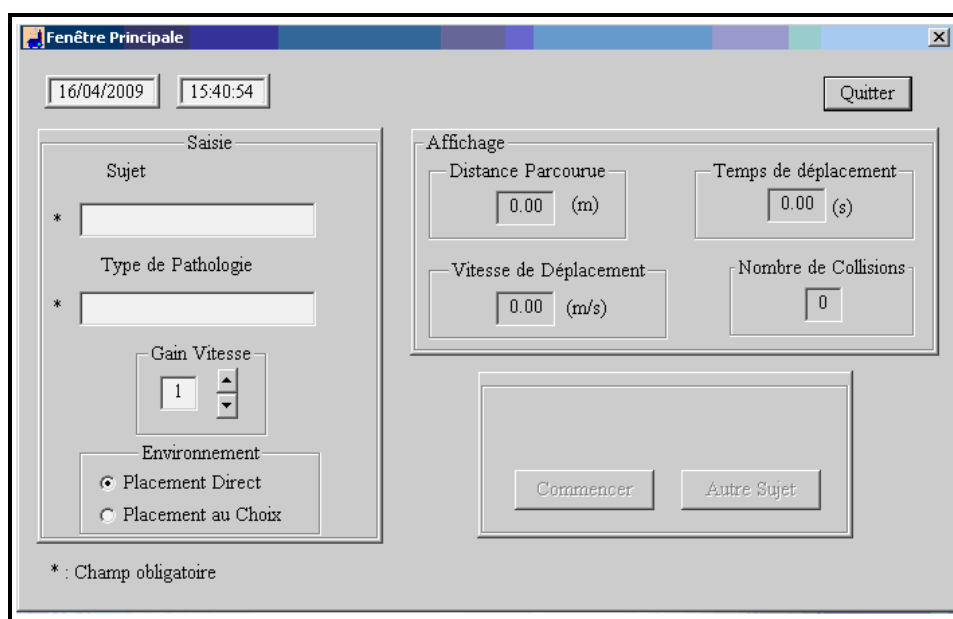 Fenêtre Principale
16/04/2009 15:40:54 Quitter
Saisie
Sujet
*
Type de Pathologie
*
Gain Vitesse
1
Environnement
Placement Direct
Placement au Choix
* : Champ obligatoire
Affichage
Distance Parcourue
0.00 (m)
Temps de déplacement
0.00 (s)
Vitesse de Déplacement
0.00 (m/s)
Nombre de Collisions
0
Commencer Autre Sujet